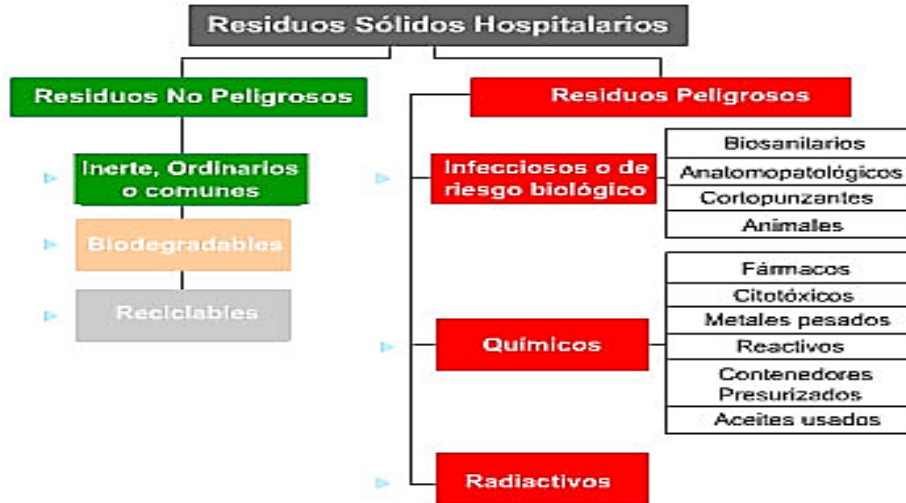 Residuos Sólidos Hospitalarios
Residuos No Peligrosos
Inerte, Ordinarios
o comunes
Biodegradables
Reciclables
Residuos Peligrosos
Infecciosos o de
riesgo biológico
Biosanitarios
Anatomopatológicos
Cortopunzantes
Animales
Químicos
Fármacos
Citotóxicos
Metales pesados
Reactivos
Contenedores
Presurizados
Aceites usados
Radiactivos